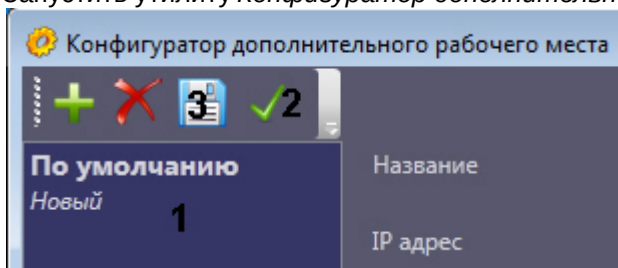 Запустить утилиту Конфигуратор дополнительн
Конфигуратор дополнительного рабочего места
3 2
По умолчанию
Название
Новый
1
IP адрес